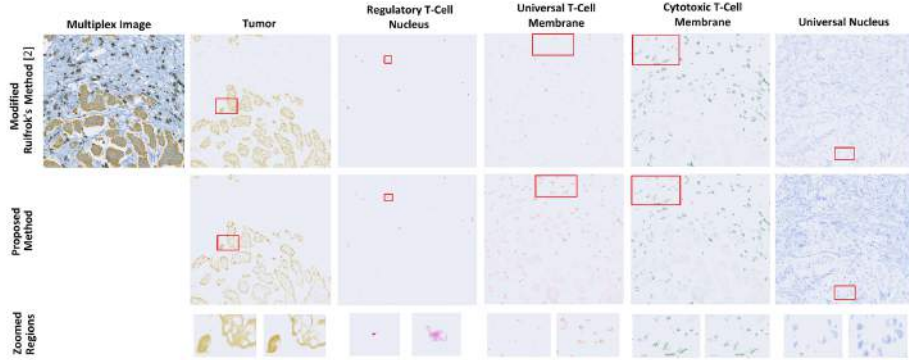 Multiplex Image
Tumor
Regulatory T-Cell
Nucleus
Universal T-Cell
Membrane
Cytotoxic T-Cell
Membrane
Universal Nucleus
Modified
Ruifrok's Method [2]
Proposed
Method
Zoomed
Regions